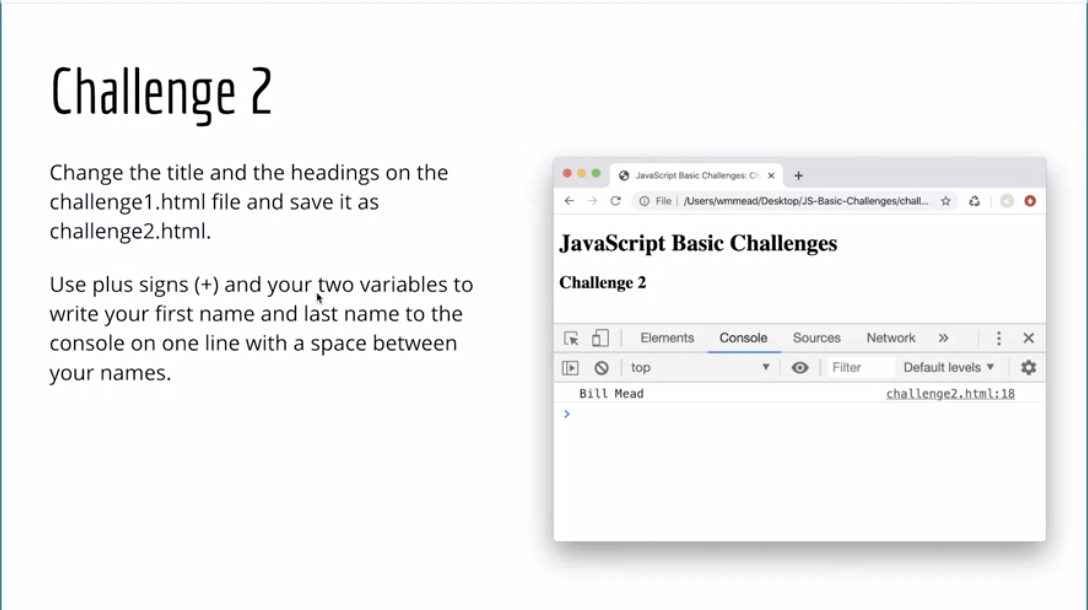 Challenge 2
Change the title and the headings on the
challenge1.html file and save it as
challenge2.html.
Use plus signs (+) and your two variables to
write your first name and last name to the
console on one line with a space between
your names.
JavaScript Basic Challenges: Ch
File | /Users/wmmead/Desktop/JS-Basic-Challenges/chall...
JavaScript Basic Challenges
Challenge 2
Elements Console Sources Network »
top Filter Default levels ▼
Bill Mead challenge2.html:18
>